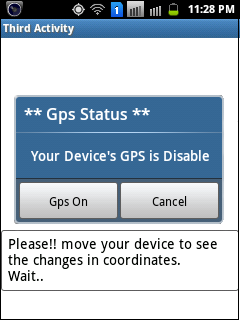 1 11:28 PM
Third Activity
** Gps Status **
Your Device's GPS is Disable
Gps On Cancel
Please!! move your device to see
the changes in coordinates.
Wait..